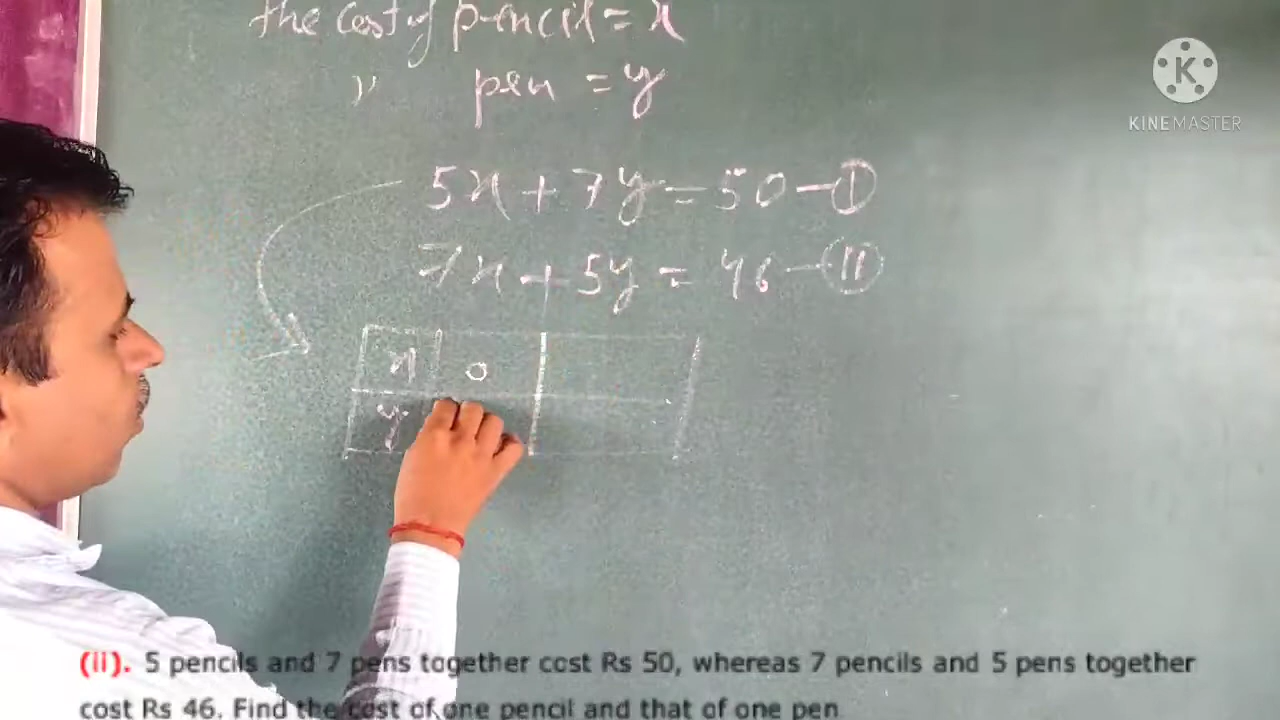 the cost of pencil = x
" pen = y
KINEMASTER
5x + 7y = 50 - I
7x + 5y = 46 - II
x 0
y
(ii). 5 pencils and 7 pens together cost Rs 50, whereas 7 pencils and 5 pens together
cost Rs 46. Find the cost of one pencil and that of one pen